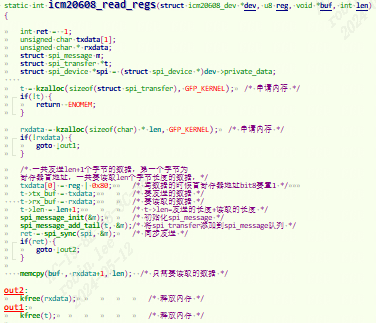 static int icm20608_read_regs(struct icm20608_dev *dev, u8 reg, void *buf, int len)
{
int ret = -1;
unsigned char txdata[1];
unsigned char * rxdata;
struct spi_message m;
struct spi_transfer *t;
struct spi_device *spi = (struct spi_device *)dev->private_data;
t = kzalloc(sizeof(struct spi_transfer), GFP_KERNEL); /* 申请内存 */
if(!t) {
return -ENOMEM;
}
rxdata = kzalloc(sizeof(char) * len, GFP_KERNEL); /* 申请内存 */
if(!rxdata) {
goto out1;
}
/* 一共发送len+1个字节的数据，第一个字节为
寄存器首地址，一共要读取len个字节长度的数据，*/
txdata[0] = reg | 0x80; /* 写数据的时候首寄存器地址bit8要置1 */
t->tx_buf = txdata; /* 要发送的数据 */
t->rx_buf = rxdata; /* 要读取的数据 */
t->len = len+1; /* t->len=发送的长度+读取的长度 */
spi_message_init(&m); /* 初始化spi_message */
spi_message_add_tail(t, &m);/* 将spi_transfer添加到spi_message队列 */
ret = spi_sync(spi, &m); /* 同步发送 */
if(ret) {
goto out2;
}
memcpy(buf , rxdata+1, len); /* 只需要读取的数据 */
out2:
kfree(rxdata); /* 释放内存 */
out1:
kfree(t); /* 释放内存 */